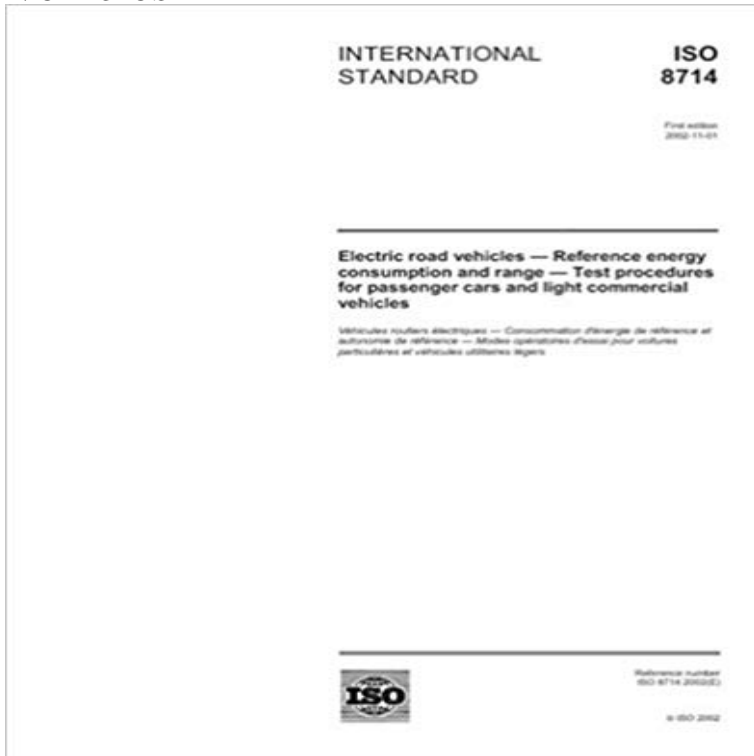 INTERNATIONAL
STANDARD
ISO
8714
First edition
2002-11-01
Electric road vehicles — Reference energy
consumption and range — Test procedures
for passenger cars and light commercial
vehicles
Véhicules routiers électriques — Consommation d'énergie de référence et
autonomie de référence — Modes opératoires d'essai pour voitures
particulières et véhicules utilitaires légers
ISO
Reference number
ISO 8714:2002(E)
© ISO 2002